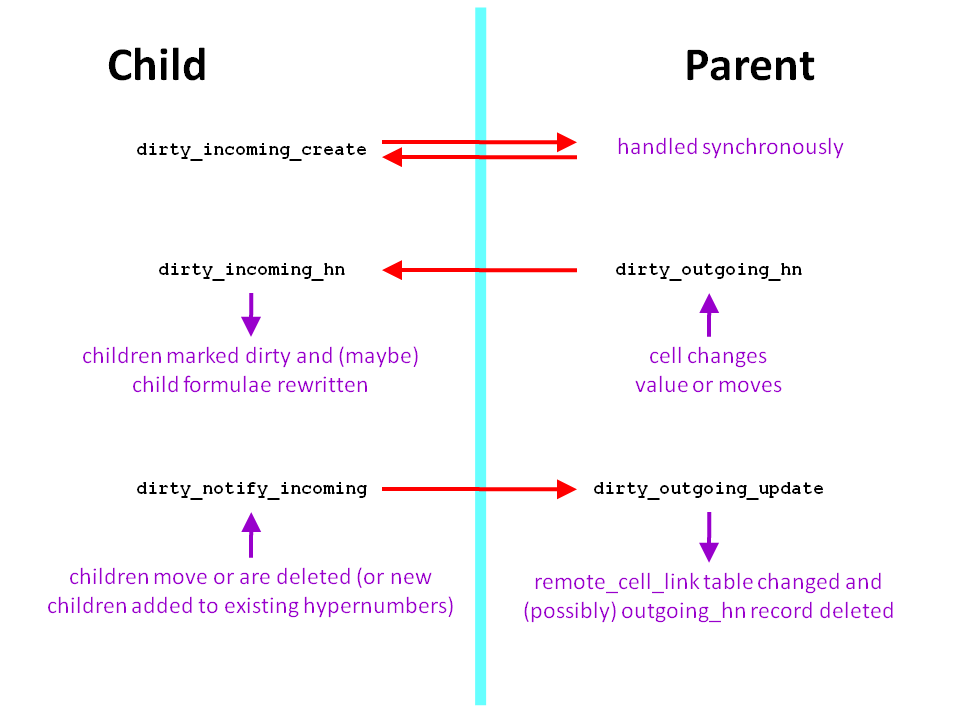 Child
Parent
dirty_incoming_create
handled synchronously
dirty_incoming_hn
dirty_outgoing_hn
children marked dirty and (maybe)
child formulae rewritten
cell changes
value or moves
dirty_notify_incoming
dirty_outgoing_update
children move or are deleted (or new
children added to existing hypernumbers)
remote_cell_link table changed and
(possibly) outgoing_hn record deleted